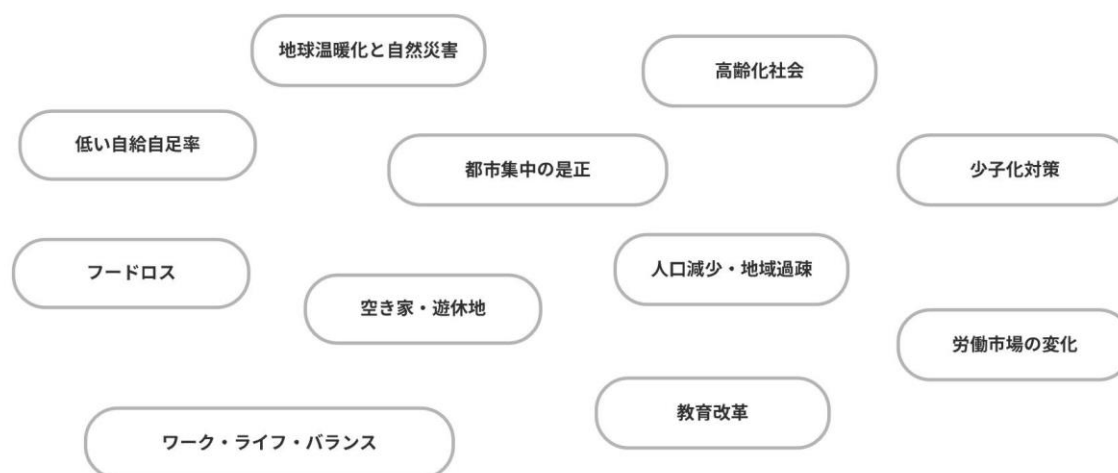 地球温暖化と自然災害
高齢化社会
低い自給自足率
都市集中の是正
少子化対策
フードロス
人口減少・地域過疎
空き家・遊休地
労働市場の変化
教育改革
ワーク・ライフ・バランス